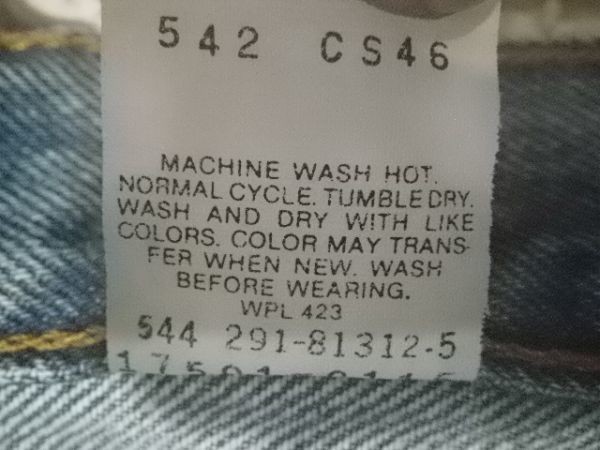 542 CS46
MACHINE WASH HOT.
NORMAL CYCLE. TUMBLE DRY.
WASH AND DRY WITH LIKE
COLORS. COLOR MAY TRANS-
FER WHEN NEW. WASH
BEFORE WEARING.
WPL 423
544 291-81312-5